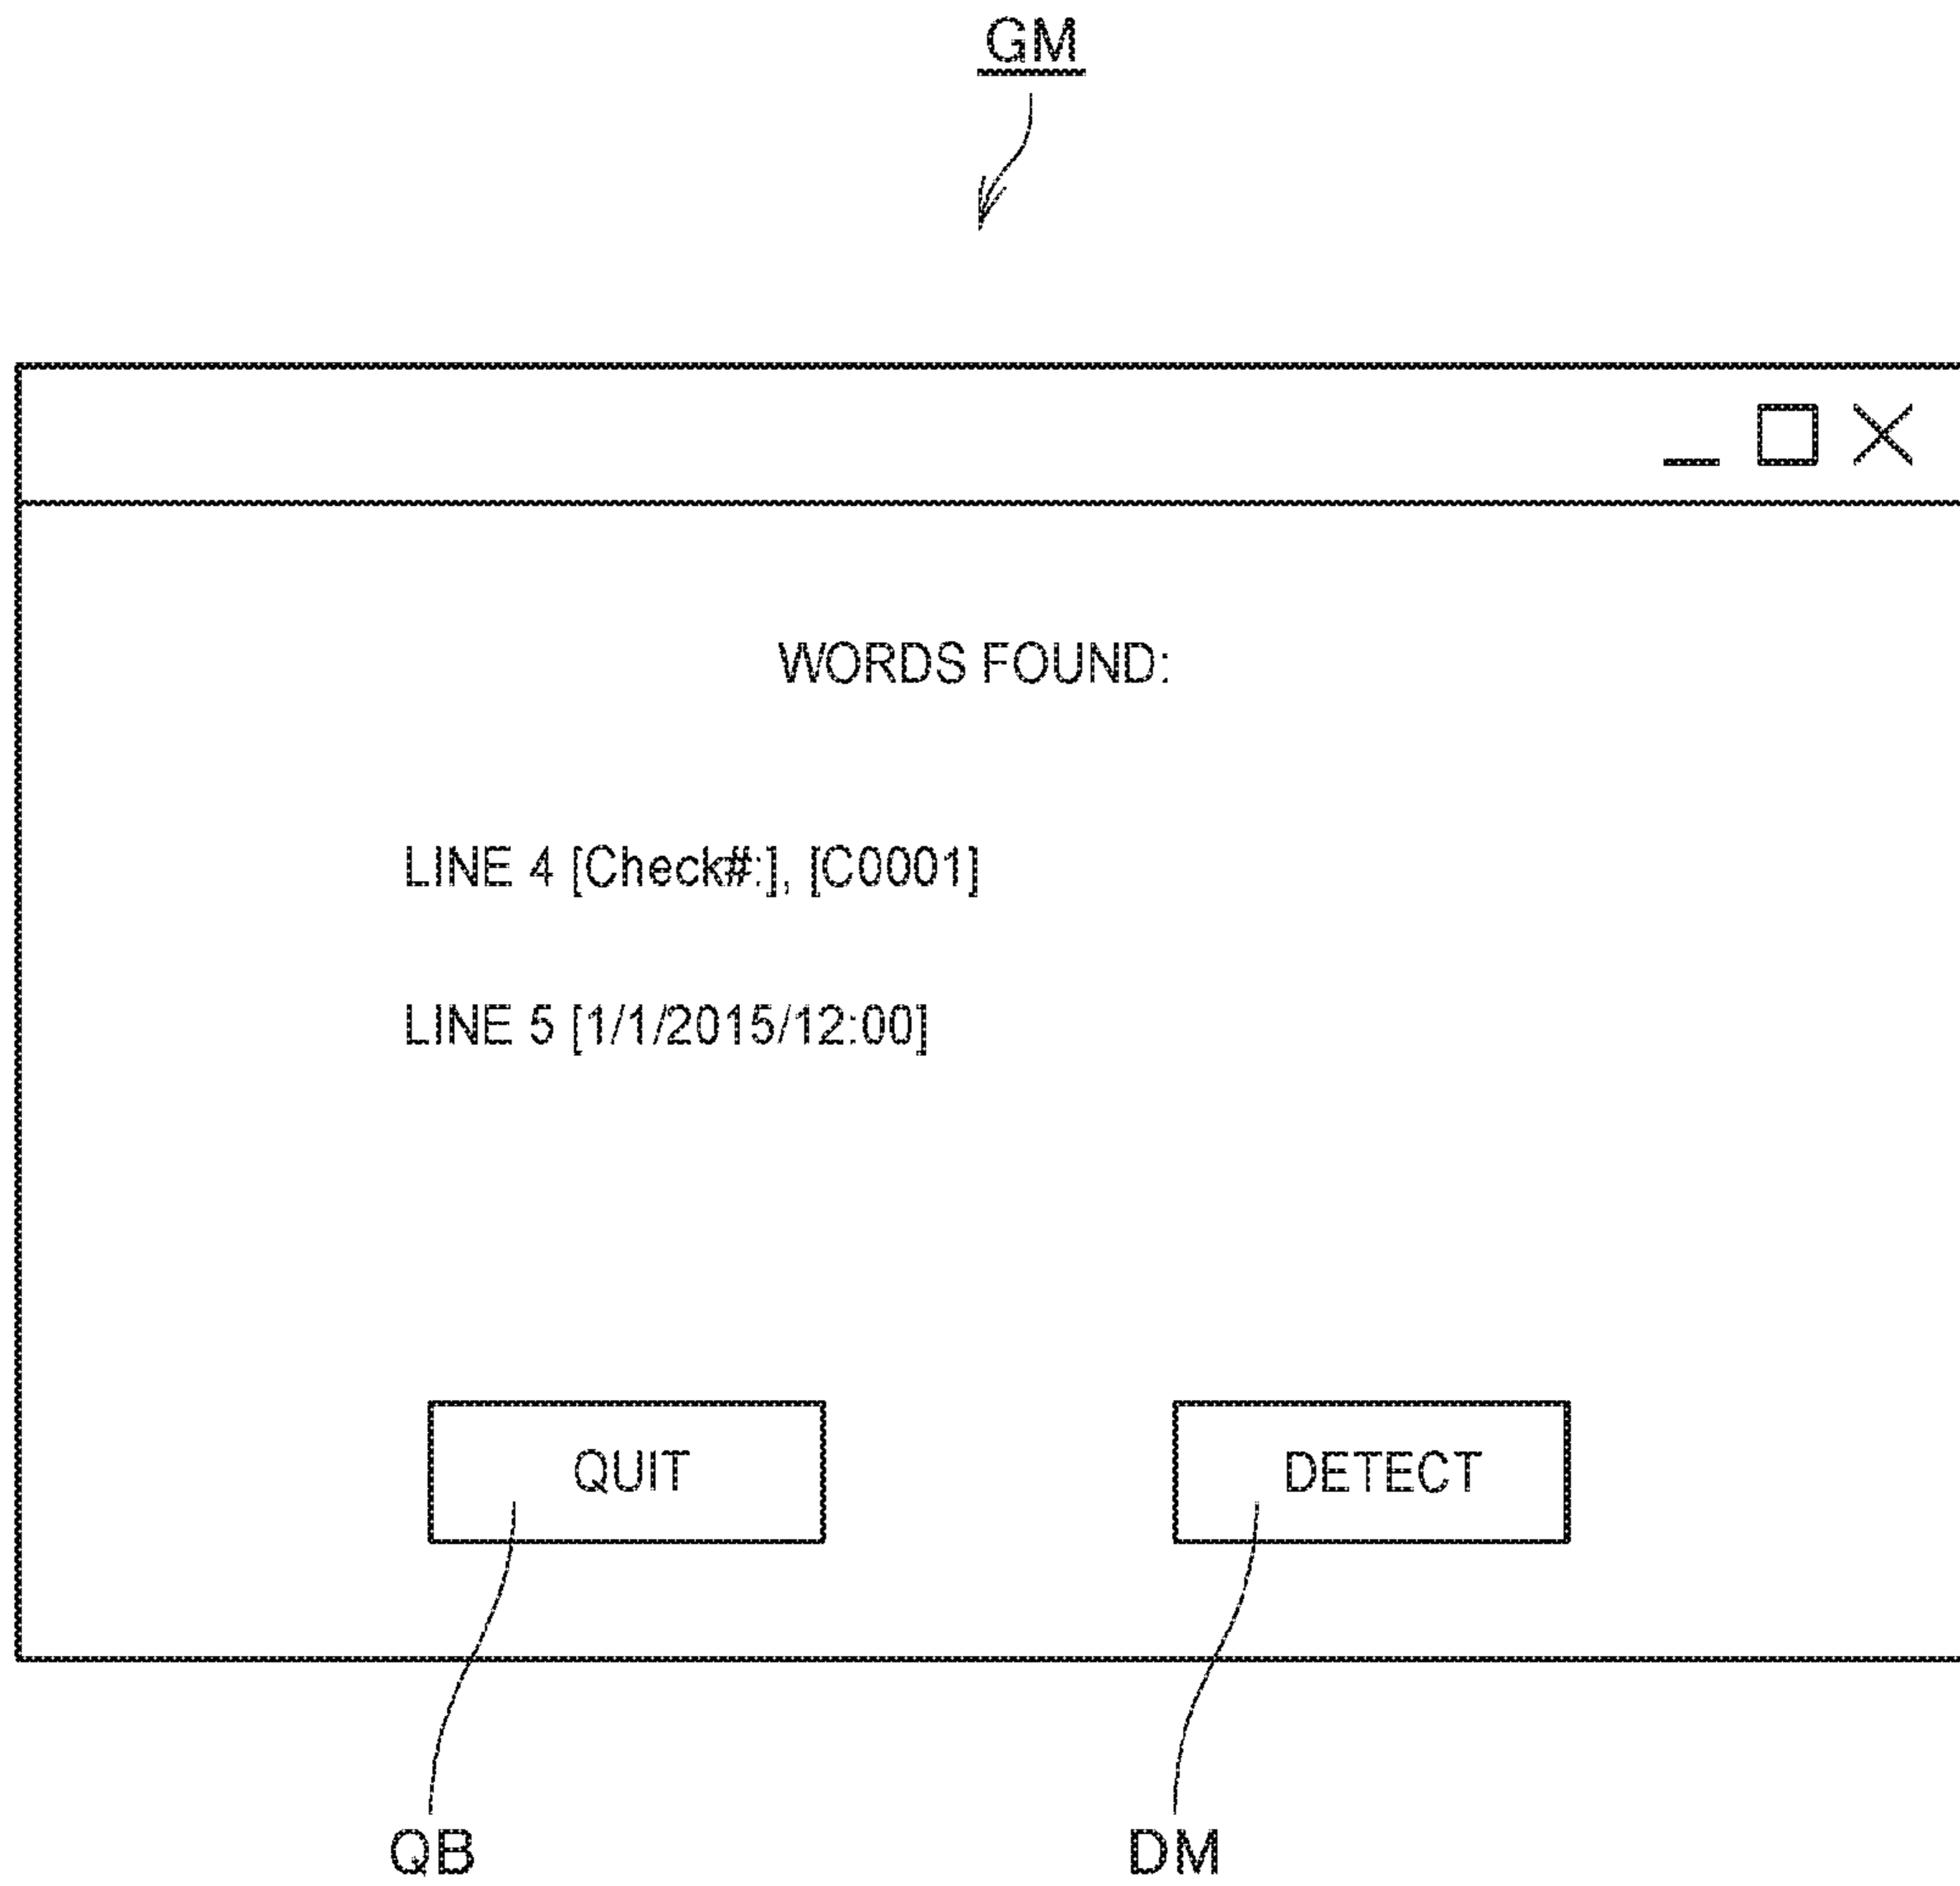 GM
WORDS FOUND:
LINE 4 [Check#:], [C0001]
LINE 5 [1/1/2015/12:00]
QUIT DETECT
QB DM